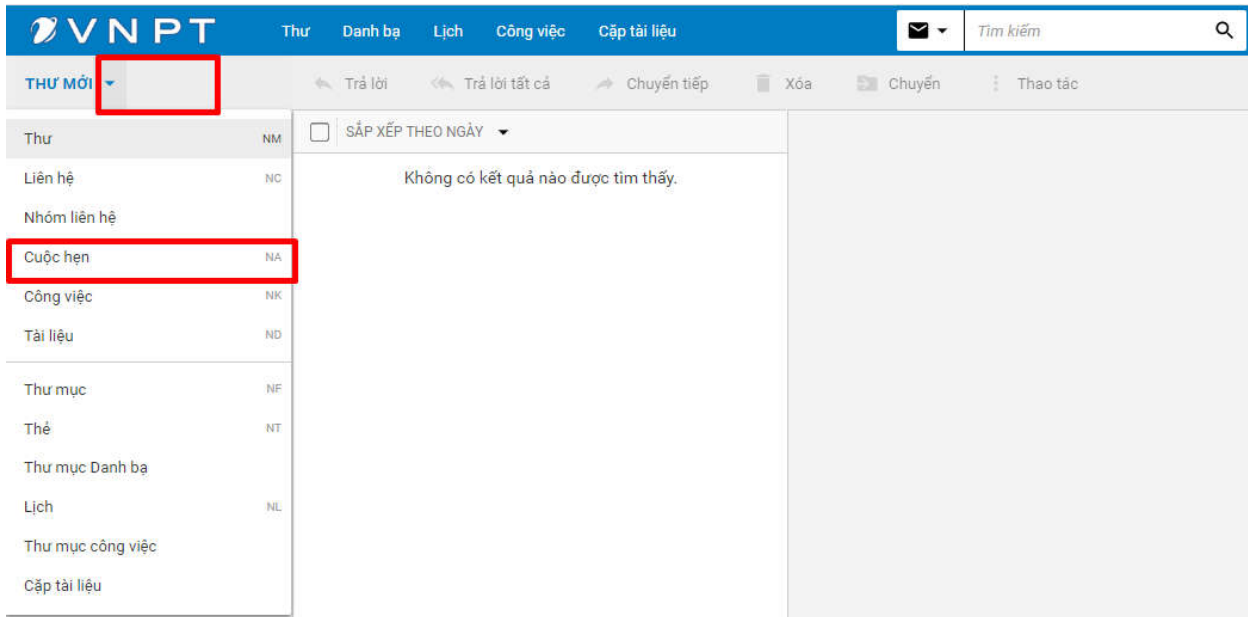 VNPT Thư Danh bạ Lịch Công việc Cặp tài liệu Tìm kiếm
THƯ MỚI Trả lời Trả lời tất cả Chuyển tiếp Xóa Chuyển Thao tác
Thư NM
SẮP XẾP THEO NGÀY
Liên hệ NC
Không có kết quả nào được tìm thấy.
Nhóm liên hệ
Cuộc hẹn NA
Công việc NK
Tài liệu ND
Thư mục NF
Thẻ NT
Thư mục Danh bạ
Lịch NL
Thư mục công việc
Cặp tài liệu